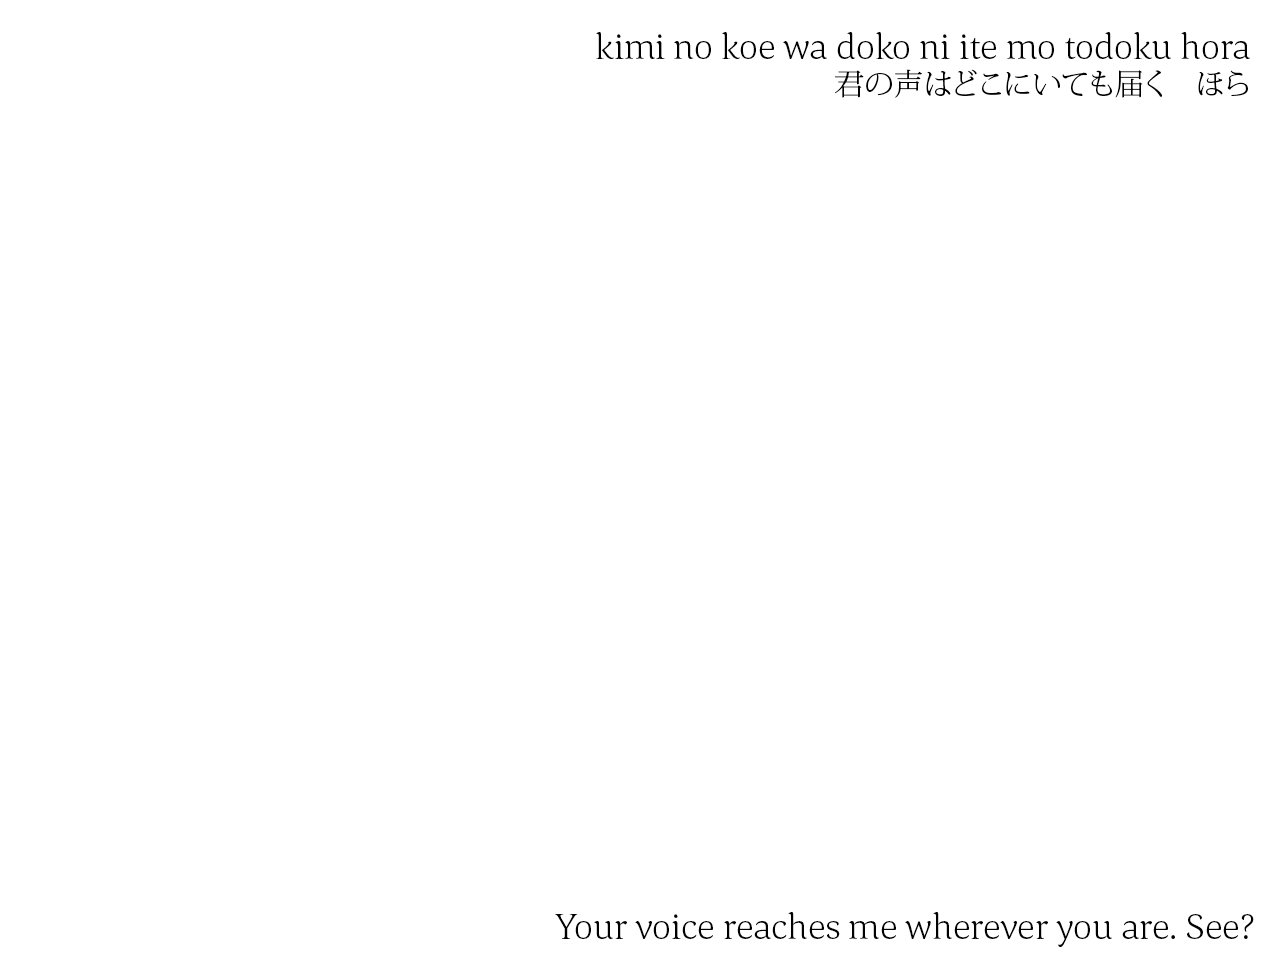 kimi no koe wa doko ni ite mo todoku hora
君の声はどこにいても届く　ほら
Your voice reaches me wherever you are. See?